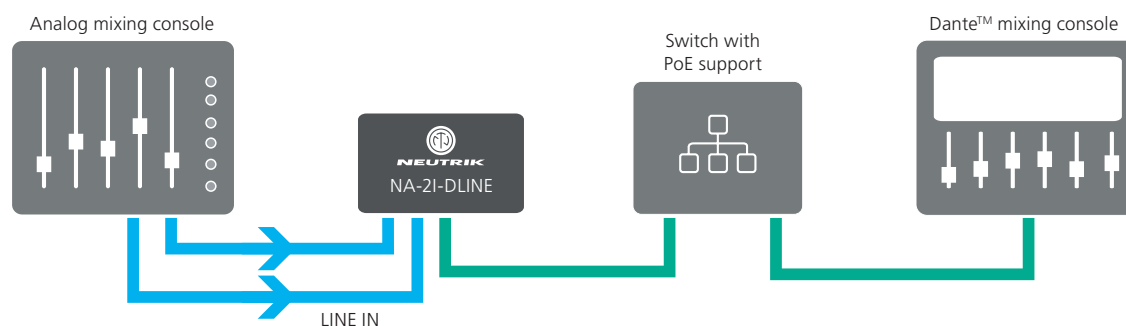 Analog mixing console
Switch with
PoE support
Dante™ mixing console
NEUTRIK
NA-2I-DLINE
LINE IN